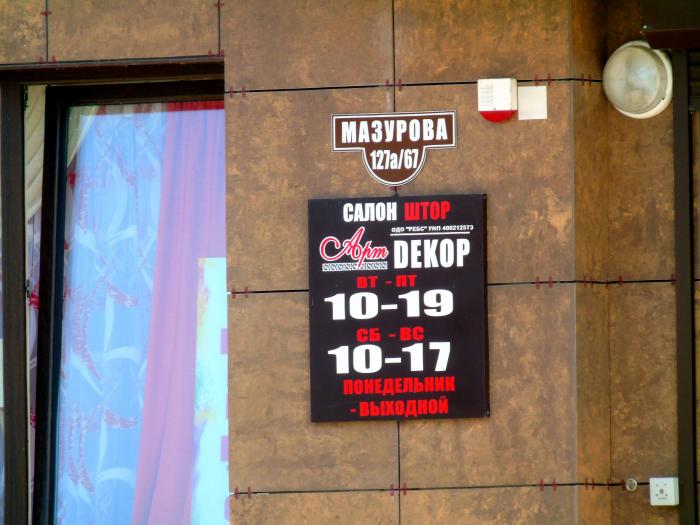 МАЗУРОВА
127а/67
САЛОН ШТОР
ОДО "РЕБС" УНП 400212573
Арт DЕКОР
ВТ - ПТ
10-19
СБ - ВС
10-17
ПОНЕДЕЛЬНИК
- ВЫХОДНОЙ